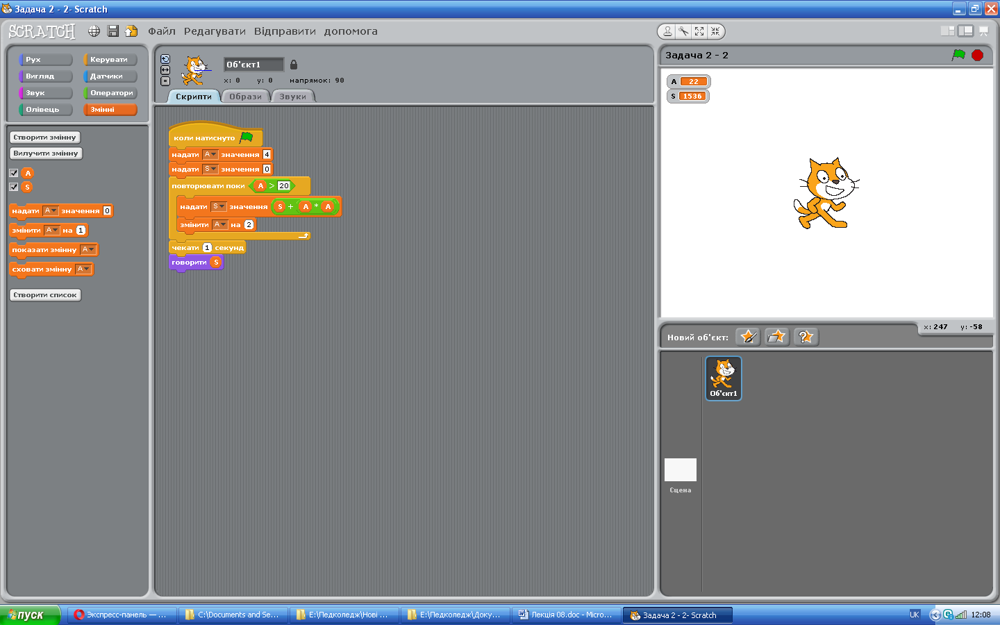 Задача 2 - 2- Scratch
SCRATCH
Файл Редагувати Відправити допомога
Рух Керувати
Вигляд Датчики
Звук Оператори
Олівець Змінні
Створити змінну
Вилучити змінну
A
S
надати A значення 0
змінити A на 1
показати змінну A
сховати змінну A
Створити список
Об'єкт1
x: 0 y: 0 напрямок: 90
Скрипти Образи Звуки
коли натиснуто
надати A значення 4
надати S значення 0
повторювати поки A > 20
надати S значення S + A * A
змінити A на 2
чекати 1 секунд
говорити S
Задача 2 - 2
A 22
S 1536
x: 247 y: -58
Новий об'єкт:
Об'єкт1
Сцена
пуск Экспресс-панель — ... C:\Documents and Se... E:\Педколедж\Нові ... E:\Педколедж\Доку... Лекція 08.doc - Micro... Задача 2 - 2- Scratch UK 12:08